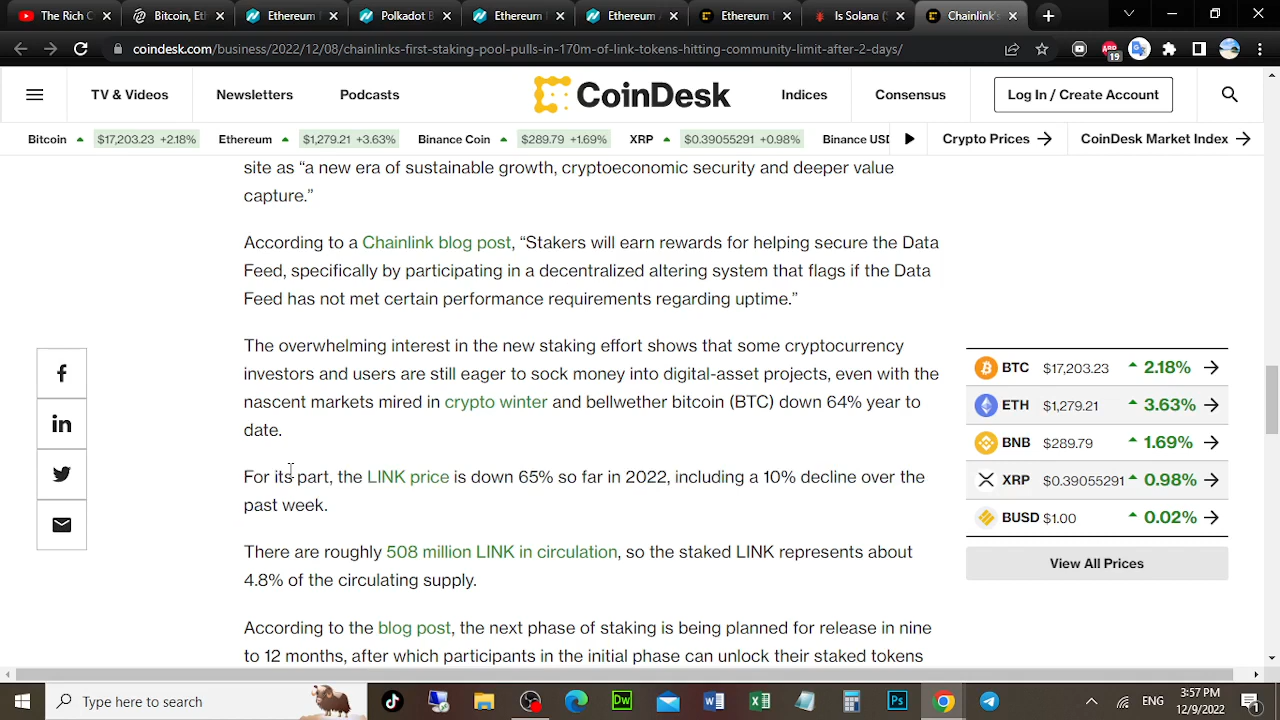 The Rich C
Bitcoin, Eth
Ethereum I
Polkadot B
Ethereum
Ethereum A
Ethereum I
Is Solana (S
Chainlink's
coindesk.com/business/2022/12/08/chainlinks-first-staking-pool-pulls-in-170m-of-link-tokens-hitting-community-limit-after-2-days/
19
TV & Videos Newsletters Podcasts CoinDesk Indices Consensus Log In / Create Account
Bitcoin $17,203.23 +2.18% Ethereum $1,279.21 +3.63% Binance Coin $289.79 +1.69% XRP $0.39055291 +0.98% Binance USD Crypto Prices CoinDesk Market Index
site as “a new era of sustainable growth, cryptoeconomic security and deeper value
capture.”
According to a Chainlink blog post, “Stakers will earn rewards for helping secure the Data
Feed, specifically by participating in a decentralized altering system that flags if the Data
Feed has not met certain performance requirements regarding uptime.”
The overwhelming interest in the new staking effort shows that some cryptocurrency
investors and users are still eager to sock money into digital-asset projects, even with the
nascent markets mired in crypto winter and bellwether bitcoin (BTC) down 64% year to
date.
For its part, the LINK price is down 65% so far in 2022, including a 10% decline over the
past week.
There are roughly 508 million LINK in circulation, so the staked LINK represents about
4.8% of the circulating supply.
According to the blog post, the next phase of staking is being planned for release in nine
to 12 months, after which participants in the initial phase can unlock their staked tokens
BTC $17,203.23 2.18%
ETH $1,279.21 3.63%
BNB $289.79 1.69%
XRP $0.39055291 0.98%
BUSD $1.00 0.02%
View All Prices
Type here to search
Dw
Ps
ENG
3:57 PM
12/9/2022
1